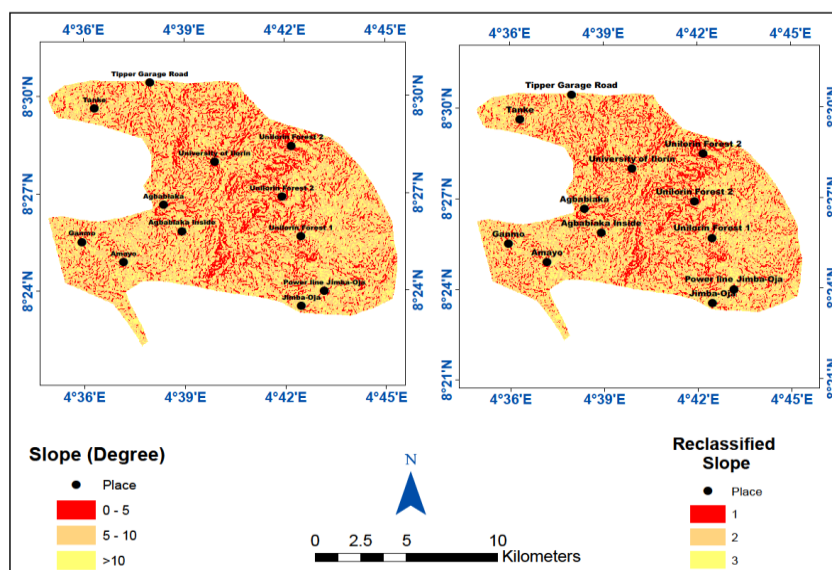 4°36'E 4°39'E 4°42'E 4°45'E
8°30'N
8°27'N
8°24'N
Tipper Garage Road
Tanke
Unilorin Forest 2
University of Ilorin
Unilorin Forest 2
Agbabiaka
Agbabiaka Inside
Unilorin Forest 1
Ganmo
Amayo
Power line Jimba-Oja
Jimba-Oja
8°30'N
8°27'N
8°24'N
4°36'E 4°39'E 4°42'E 4°45'E
4°36'E 4°39'E 4°42'E 4°45'E
8°30'N
8°27'N
8°24'N
8°21'N
Tipper Garage Road
Tanke
Unilorin Forest 2
University of Ilorin
Unilorin Forest 2
Agbabiaka
Agbabiaka Inside
Unilorin Forest 1
Ganmo
Amayo
Power line Jimba-Oja
Jimba-Oja
8°27'N
8°24'N
4°36'E 4°39'E 4°42'E 4°45'E
Slope (Degree)
Place
0 - 5
5 - 10
>10
N
0 2.5 5 10
Kilometers
Reclassified
Slope
Place
1
2
3